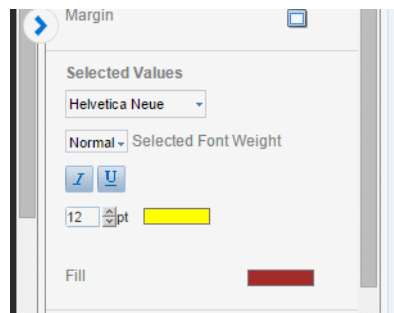 Margin
Selected Values
Helvetica Neue
Normal Selected Font Weight
I U
12 pt
Fill